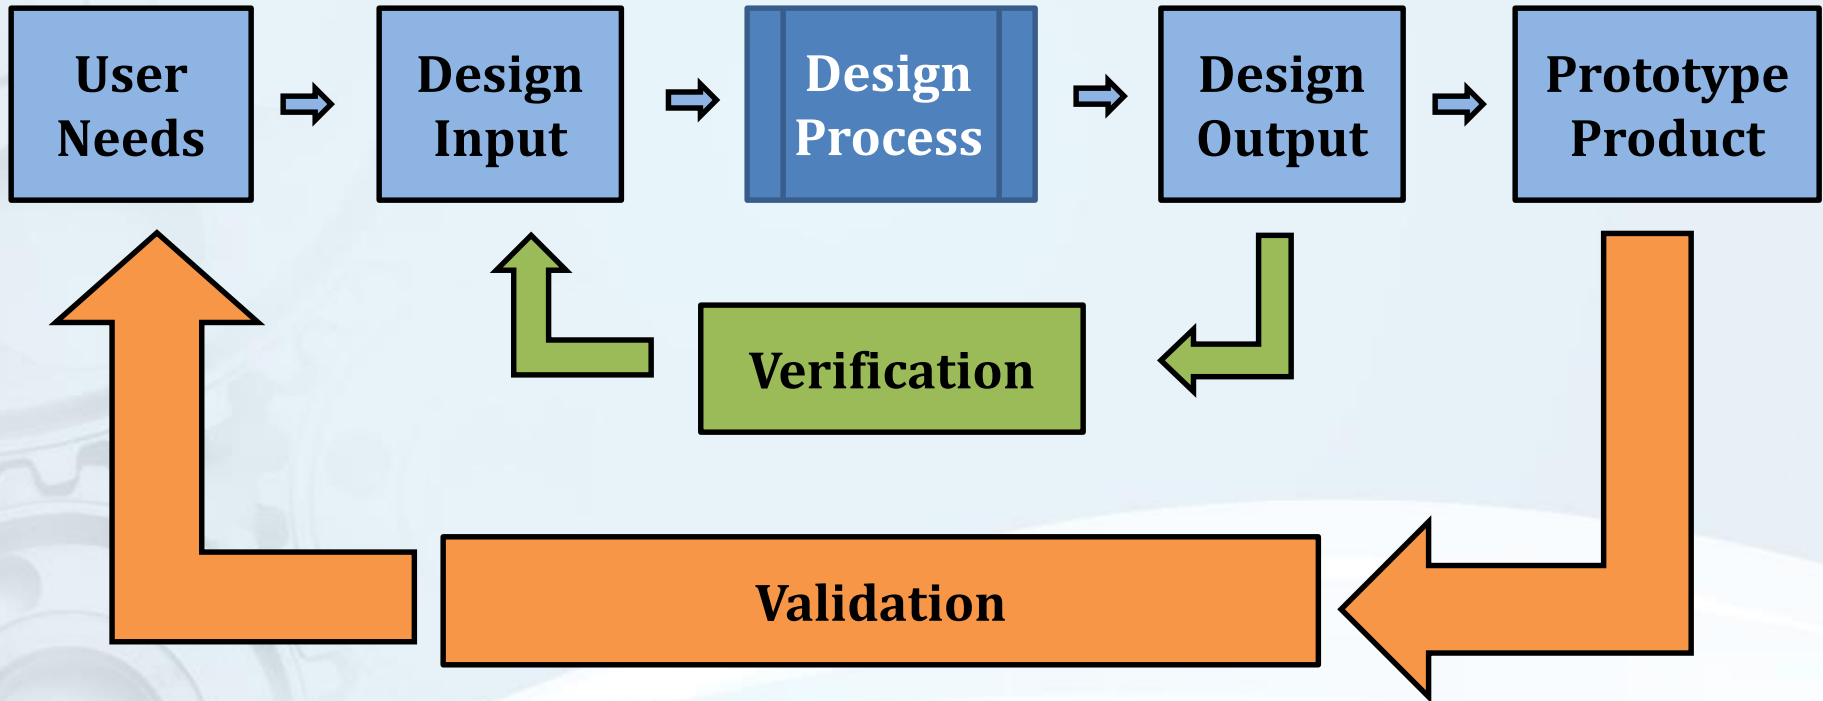 User
Needs
Design
Input
Design
Process
Design
Output
Prototype
Product
Verification
Validation